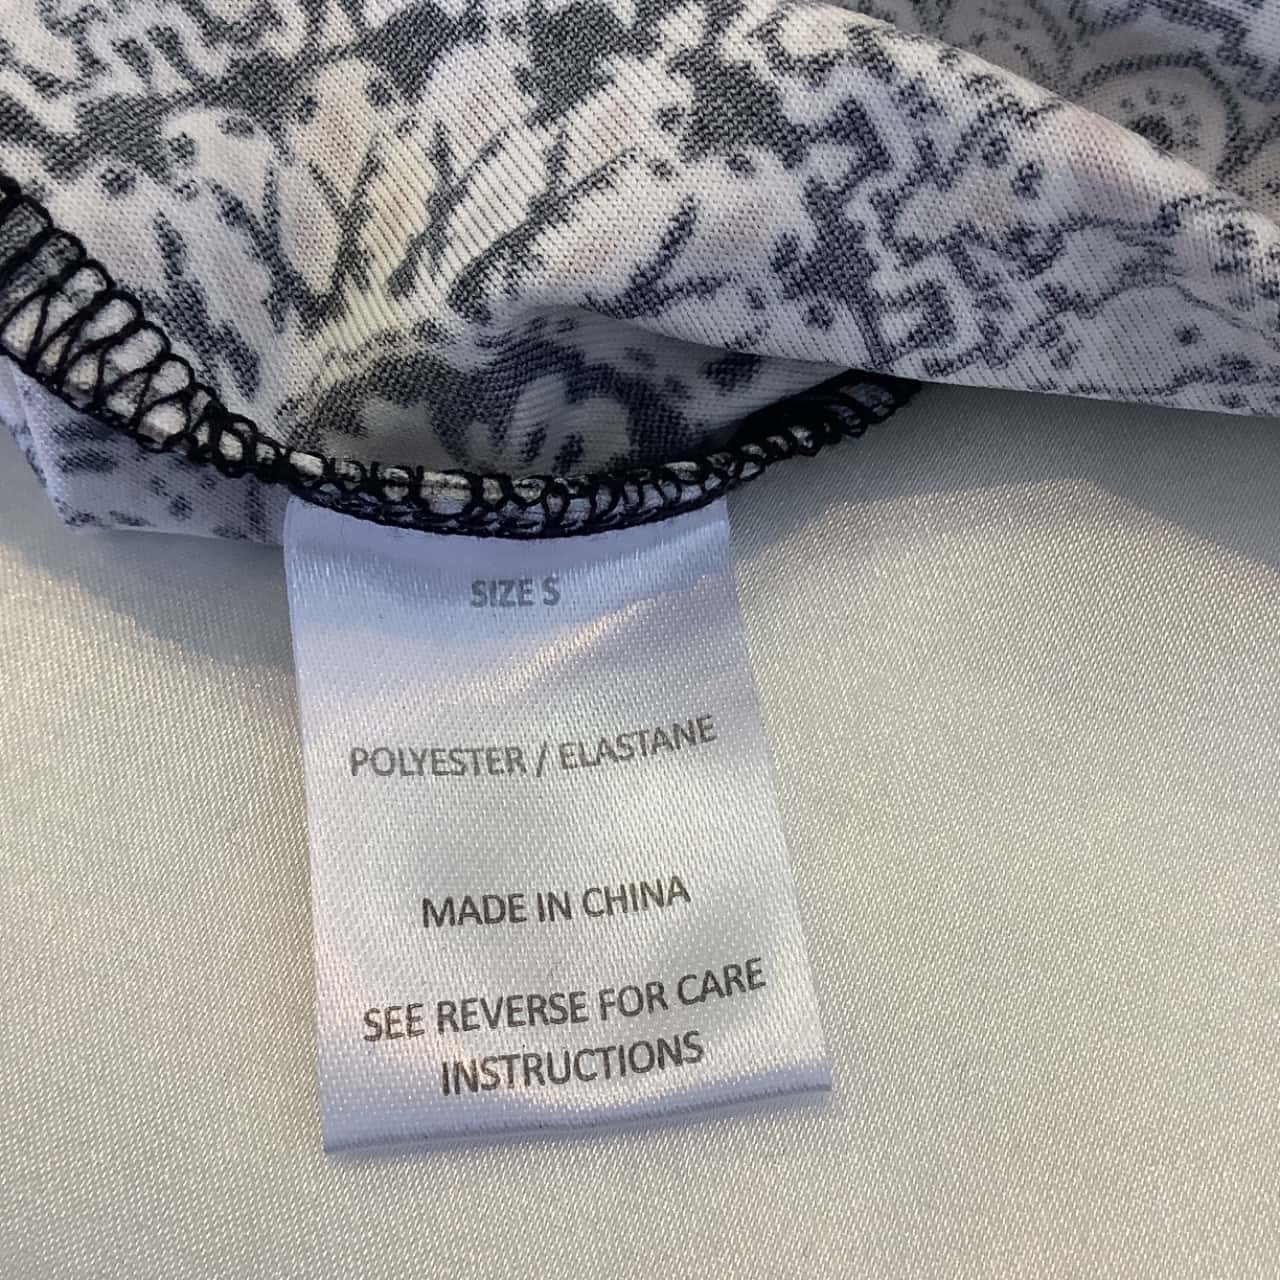 SIZE S
POLYESTER / ELASTANE
MADE IN CHINA
SEE REVERSE FOR CARE
INSTRUCTIONS